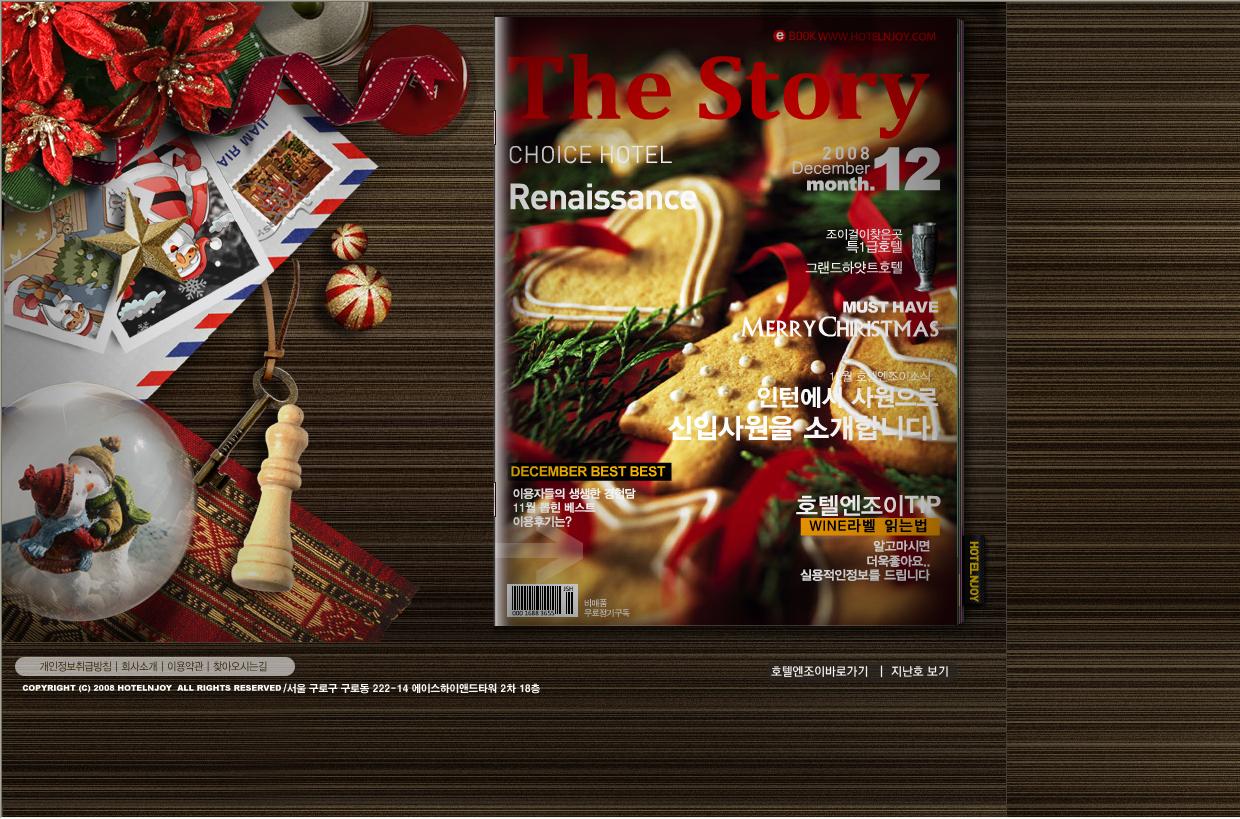 e BOOK WWW.HOTELNJOY.COM
The Story
CHOICE HOTEL
Renaissance
2008
December
month. 12
조이걸이찾은곳
특1급호텔
그랜드하얏트호텔
MUST HAVE
MERRY CHRISTMAS
11월 호텔엔조이소식
인턴에서 사원으로
신입사원을 소개합니다!
DECEMBER BEST BEST
이용자들의 생생한 경험담
11월 뽑힌 베스트
이용후기는?
호텔엔조이TIP
WINE라벨 읽는법
알고마시면
더욱좋아요..
실용적인정보를 드립니다
비매품
무료정기구독
HOTELNJOY
AIR MAIL
개인정보취급방침 | 회사소개 | 이용약관 | 찾아오시는길
호텔엔조이바로가기 | 지난호 보기
COPYRIGHT (C) 2008 HOTELNJOY ALL RIGHTS RESERVED /서울 구로구 구로동 222-14 에이스하이앤드타워 2차 18층